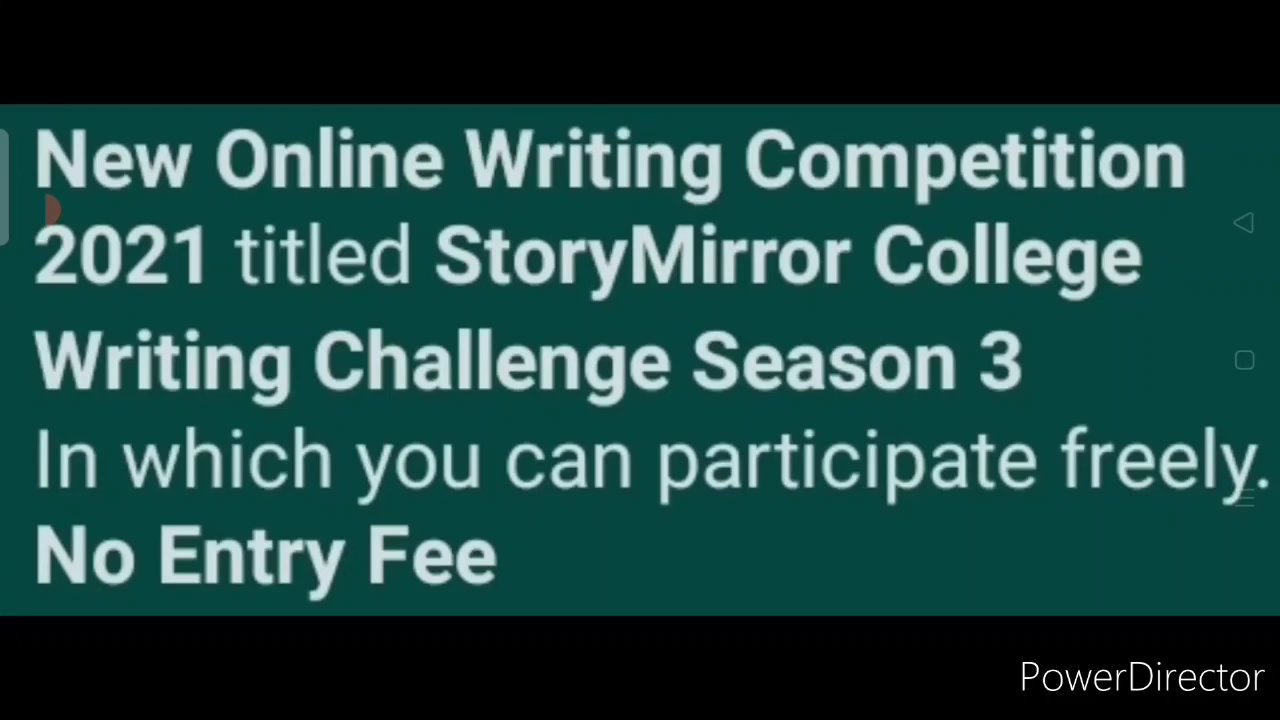 New Online Writing Competition
2021 titled StoryMirror College
Writing Challenge Season 3
In which you can participate freely.
No Entry Fee
PowerDirector